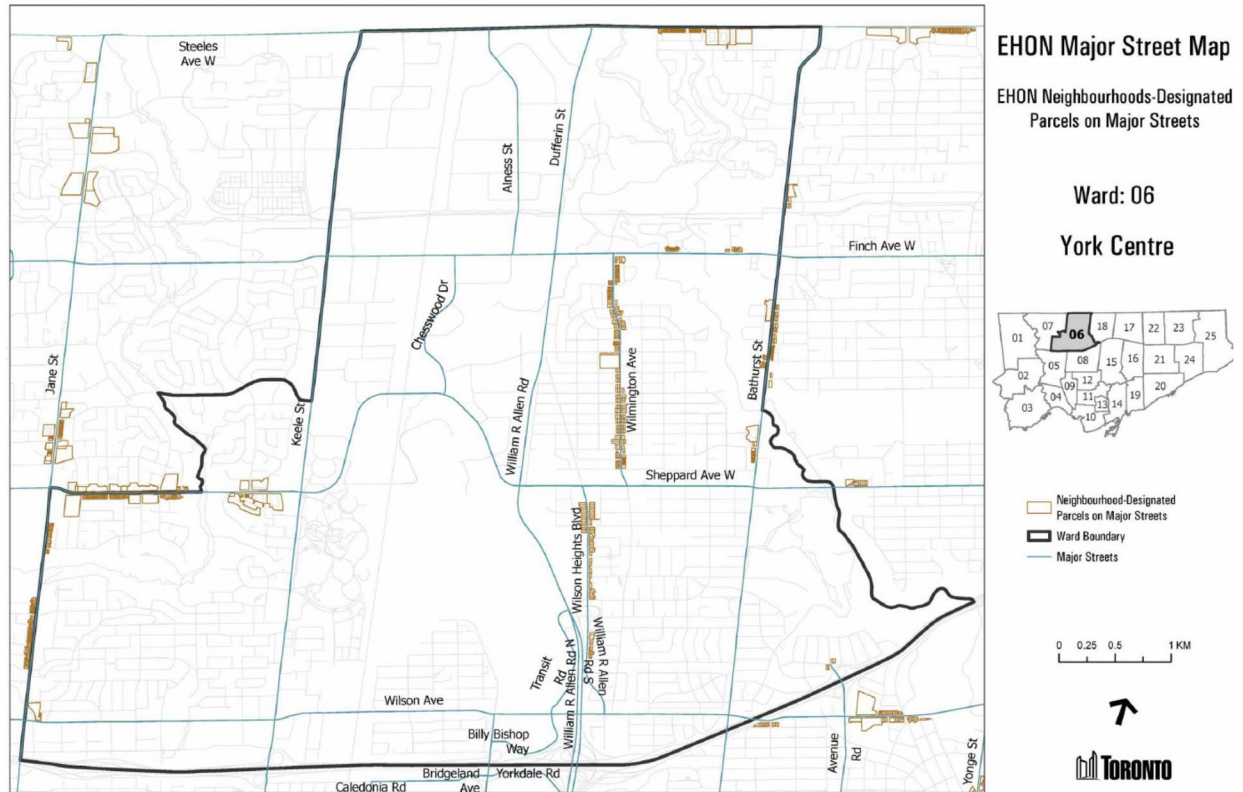 Steeles
Ave W
Alness St
Dufferin St
Finch Ave W
Chesswood Dr
Jane St
Keele St
William R Allen Rd
Wilmington Ave
Bathurst St
Sheppard Ave W
Wilson Heights Blvd
William R Allen
Rd S
Transit
Rd
William R Allen Rd N
Wilson Ave
Billy Bishop
Way
Bridgeland
Ave
Yorkdale Rd
Caledonia Rd
Avenue
Rd
Yonge St
EHON Major Street Map
EHON Neighbourhoods-Designated
Parcels on Major Streets
Ward: 06
York Centre
01
07
06
18
17
22
23
25
05
08
15
16
21
24
02
09
12
03
04
11
13
14
19
20
10
Neighbourhood-Designated
Parcels on Major Streets
Ward Boundary
Major Streets
0 0.25 0.5 1 KM
TORONTO